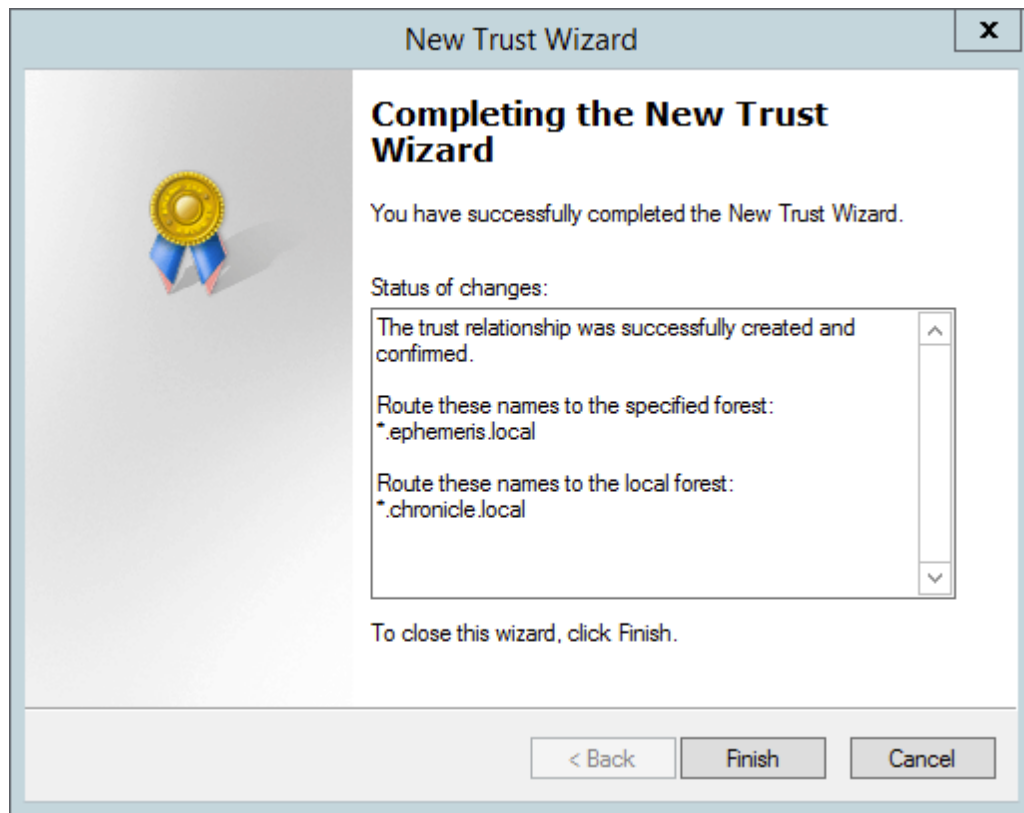 New Trust Wizard
x
Completing the New Trust
Wizard
You have successfully completed the New Trust Wizard.
Status of changes:
The trust relationship was successfully created and
confirmed.
Route these names to the specified forest:
*.ephemeris.local
Route these names to the local forest:
*.chronicle.local
To close this wizard, click Finish.
< Back
Finish
Cancel